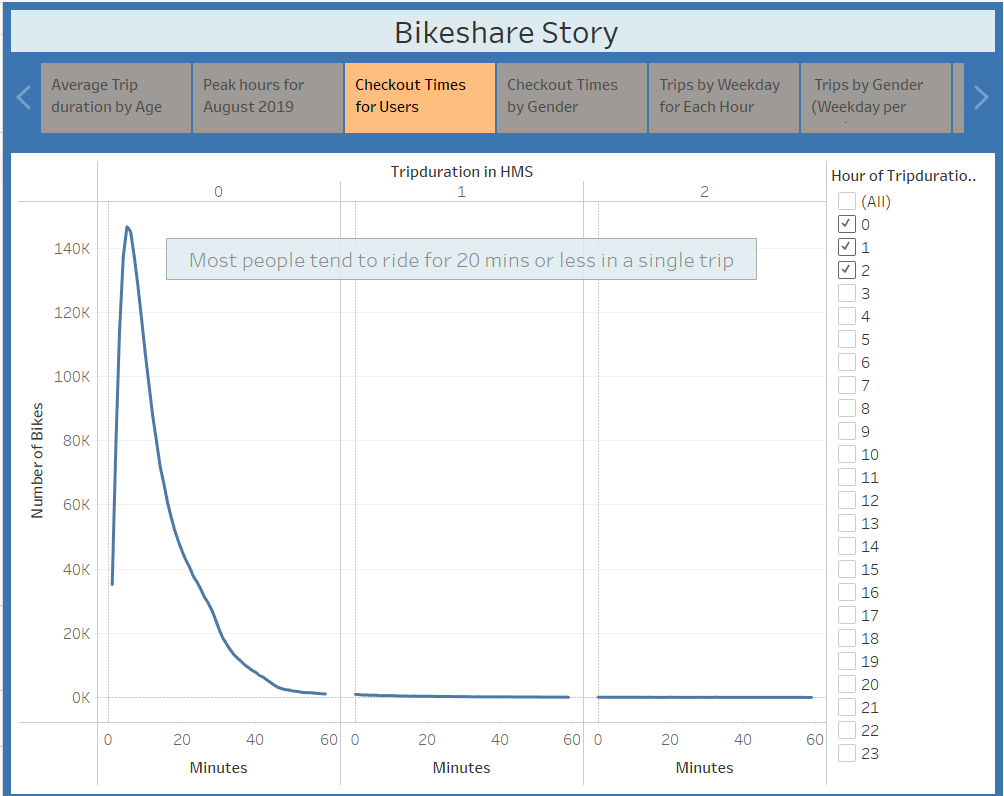 Bikeshare Story
Average Trip
duration by Age
Peak hours for
August 2019
Checkout Times
for Users
Checkout Times
by Gender
Trips by Weekday
for Each Hour
Trips by Gender
(Weekday per
Tripduration in HMS
0 1 2
Most people tend to ride for 20 mins or less in a single trip
Number of Bikes
140K
120K
100K
80K
60K
40K
20K
0K
0 20 40 60 0 20 40 60 0 20 40 60
Minutes Minutes Minutes
Hour of Tripduratio..
(All)
0
1
2
3
4
5
6
7
8
9
10
11
12
13
14
15
16
17
18
19
20
21
22
23